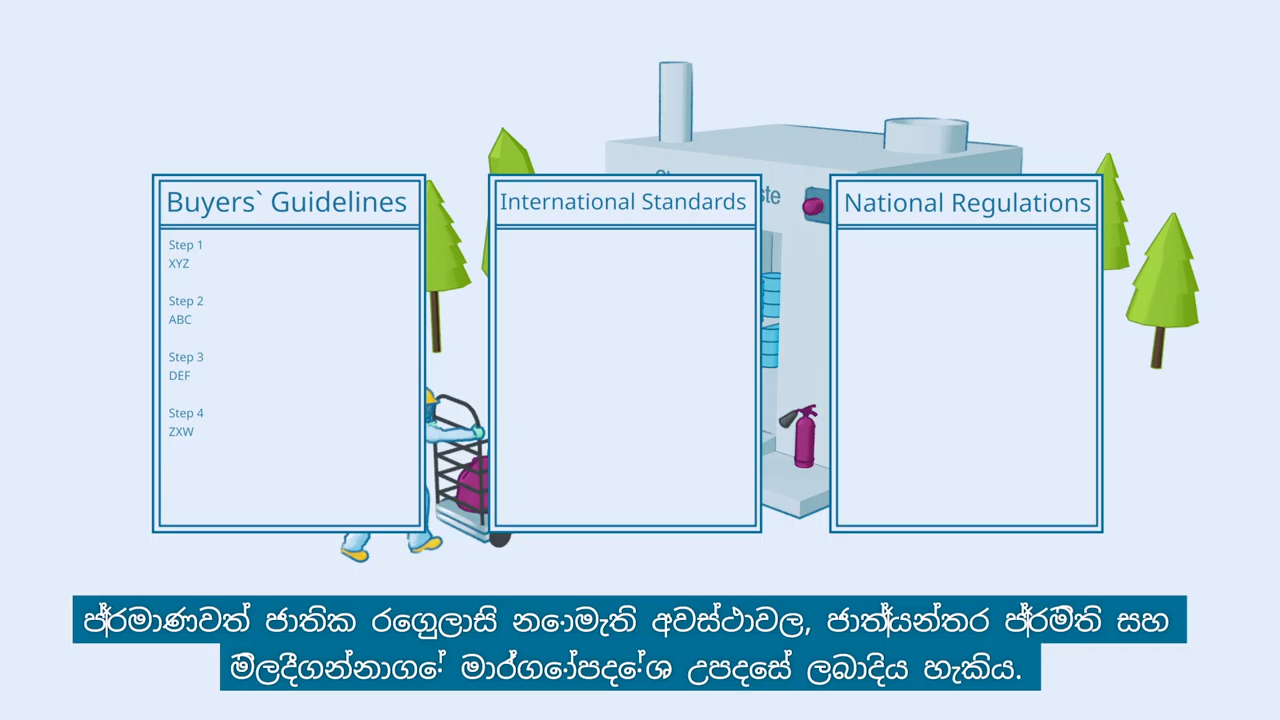 Buyers` Guidelines
International Standards
National Regulations
Step 1
XYZ
Step 2
ABC
Step 3
DEF
Step 4
ZXW
ප්රමාණවත් ජාතික රෙගුලාසි නොමැති අවස්ථාවල, ජාත්යන්තර ප්රමිති සහ
මිලදීගන්නාගේ මාර්ගෝපදේශ උපදෙස් ලබාදිය හැකිය.